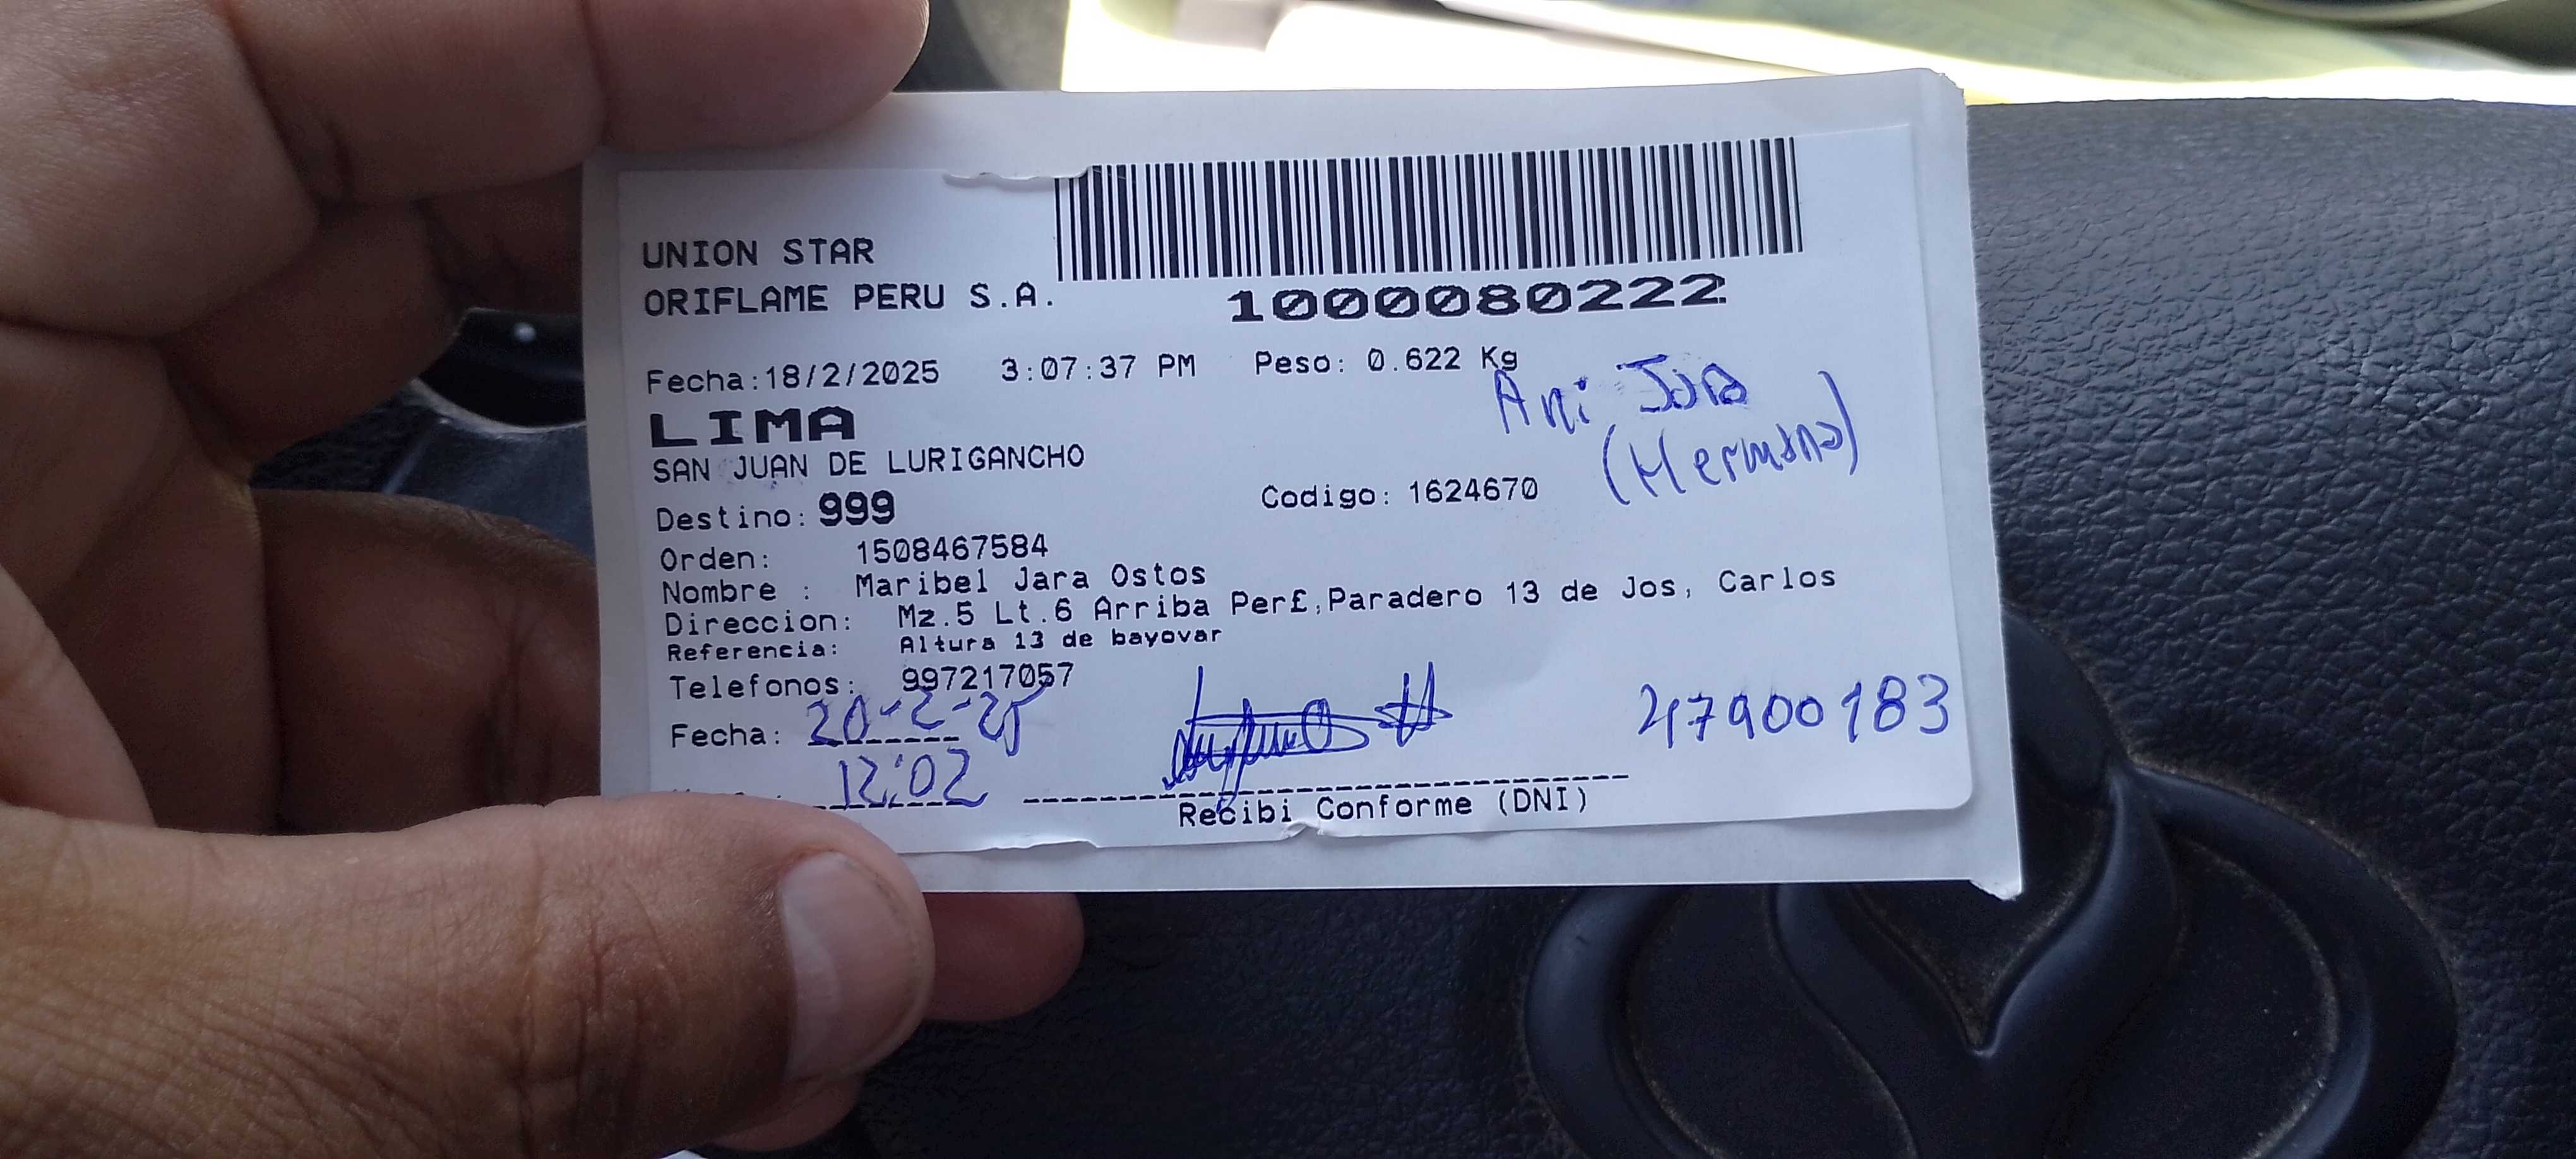 UNION STAR
ORIFLAME PERU S.A.
1000080222
Fecha:18/2/2025 3:07:37 PM Peso: 0.622 Kg
LIMA
Ani Jara
(Hermana)
SAN JUAN DE LURIGANCHO
Destino: 999 Codigo: 1624670
Orden: 1508467584
Nombre : Maribel Jara Ostos
Direccion: Mz.5 Lt.6 Arriba Per£,Paradero 13 de Jos, Carlos
Referencia: Altura 13 de bayovar
Telefonos: 997217057
Fecha: 20-2-25 47900183
12:02
Recibi Conforme (DNI)